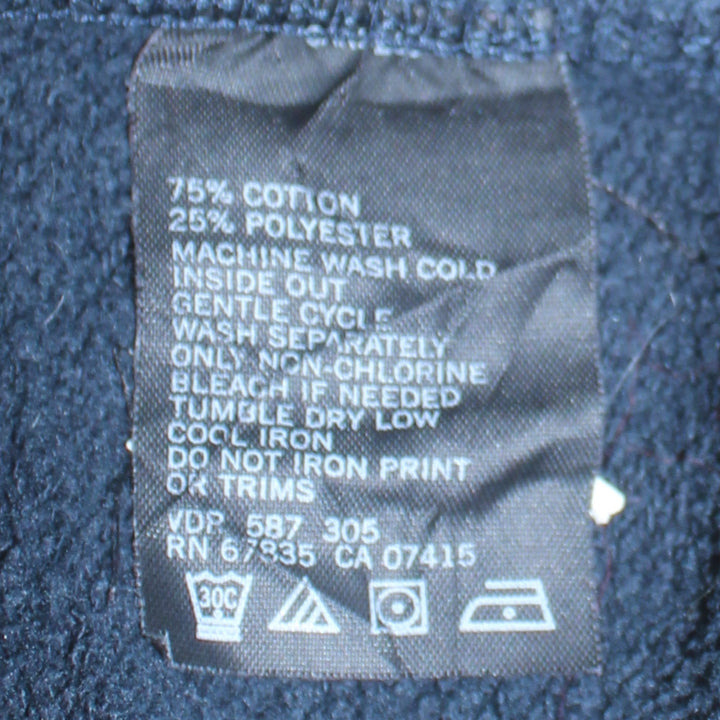 75% COTTON
25% POLYESTER
MACHINE WASH COLD
INSIDE OUT
GENTLE CYCLE
WASH SEPARATELY
ONLY NON-CHLORINE
BLEACH IF NEEDED
TUMBLE DRY LOW
COOL IRON
DO NOT IRON PRINT
OR TRIMS
VDP 587 305
RN 67835 CA 07415
30C